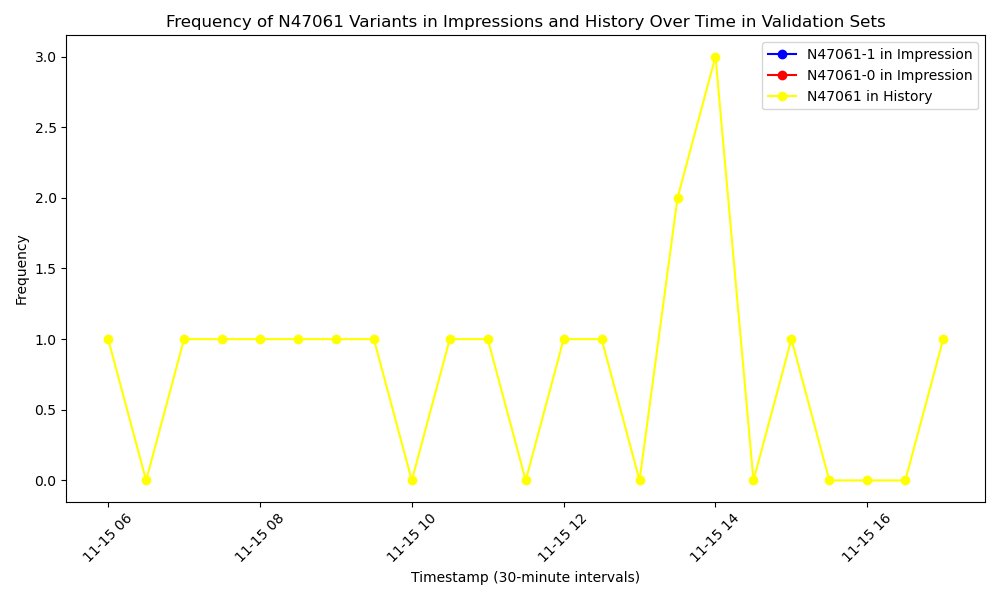 Frequency of N47061 Variants in Impressions and History Over Time in Validation Sets
N47061-1 in Impression
N47061-0 in Impression
N47061 in History
Frequency
3.0
2.5
2.0
1.5
1.0
0.5
0.0
11-15 06
11-15 08
11-15 10
11-15 12
11-15 14
11-15 16
Timestamp (30-minute intervals)